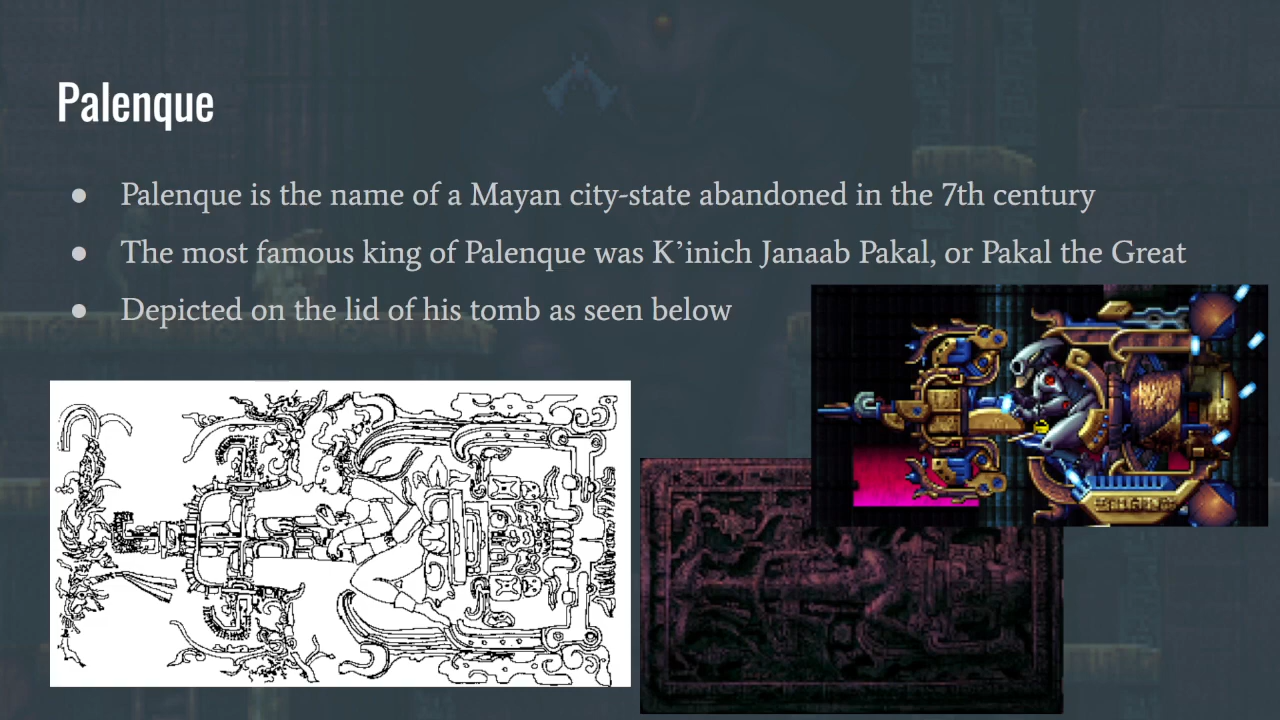 Palenque
● Palenque is the name of a Mayan city-state abandoned in the 7th century
● The most famous king of Palenque was K’inich Janaab Pakal, or Pakal the Great
● Depicted on the lid of his tomb as seen below